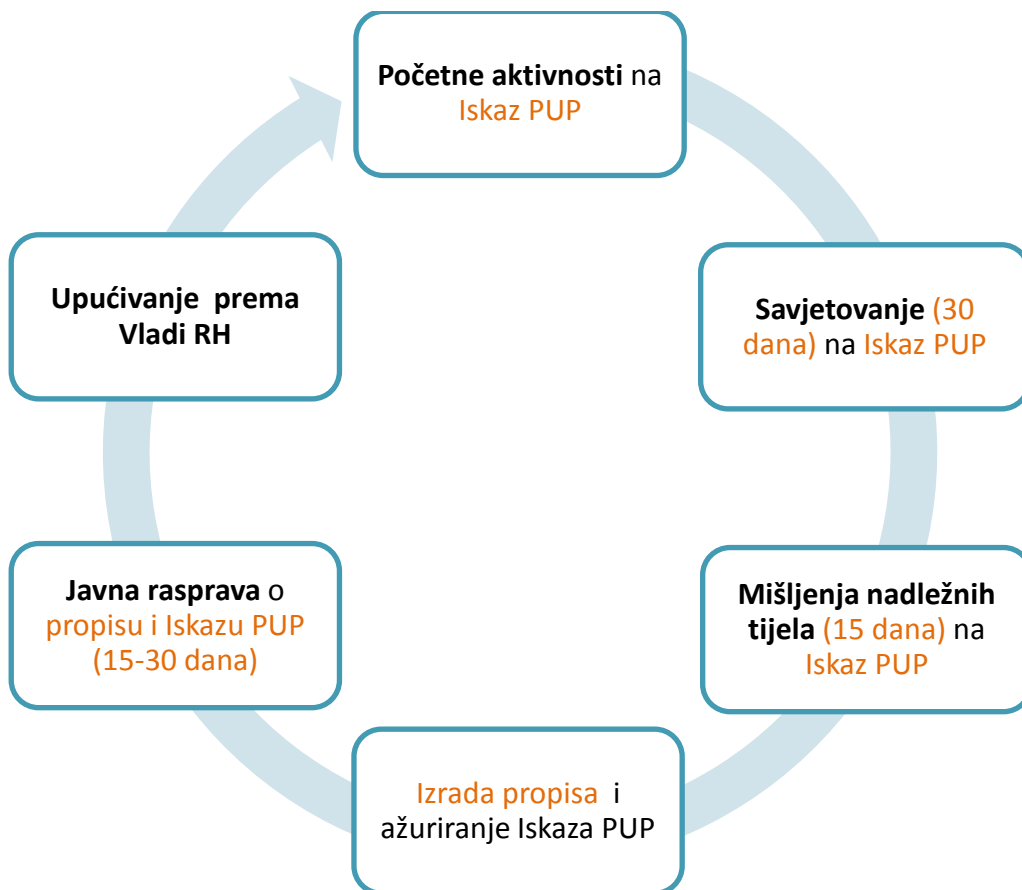 Početne aktivnosti na
Iskaz PUP
Savjetovanje (30
dana) na Iskaz PUP
Mišljenja nadležnih
tijela (15 dana) na
Iskaz PUP
Izrada propisa i
ažuriranje Iskaza PUP
Javna rasprava o
propisu i Iskazu PUP
(15-30 dana)
Upućivanje prema
Vladi RH